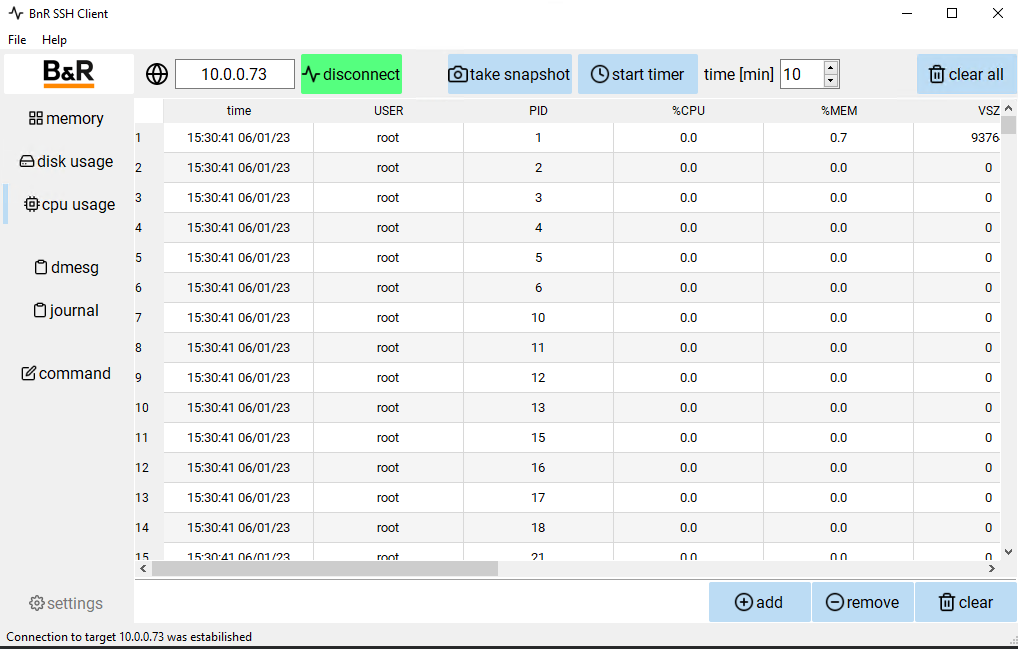 BnR SSH Client
File Help
B&R 10.0.0.73 disconnect take snapshot start timer time [min] 10 clear all
memory
disk usage
cpu usage
dmesg
journal
command
settings
time USER PID %CPU %MEM VSZ
1 15:30:41 06/01/23 root 1 0.0 0.7 9376
2 15:30:41 06/01/23 root 2 0.0 0.0 0
3 15:30:41 06/01/23 root 3 0.0 0.0 0
4 15:30:41 06/01/23 root 4 0.0 0.0 0
5 15:30:41 06/01/23 root 5 0.0 0.0 0
6 15:30:41 06/01/23 root 6 0.0 0.0 0
7 15:30:41 06/01/23 root 10 0.0 0.0 0
8 15:30:41 06/01/23 root 11 0.0 0.0 0
9 15:30:41 06/01/23 root 12 0.0 0.0 0
10 15:30:41 06/01/23 root 13 0.0 0.0 0
11 15:30:41 06/01/23 root 15 0.0 0.0 0
12 15:30:41 06/01/23 root 16 0.0 0.0 0
13 15:30:41 06/01/23 root 17 0.0 0.0 0
14 15:30:41 06/01/23 root 18 0.0 0.0 0
15 15:30:41 06/01/23 root 21 0.0 0.0 0
add remove clear
Connection to target 10.0.0.73 was estabilished